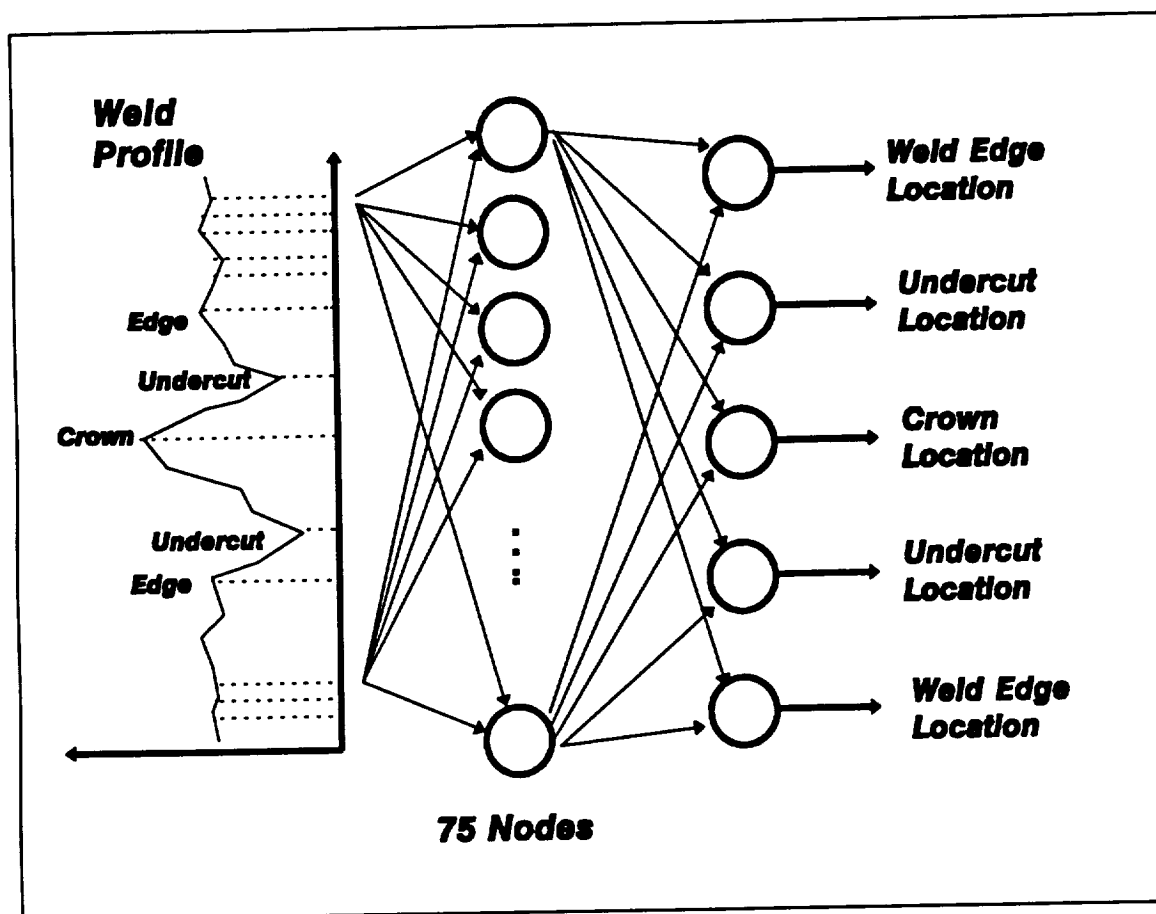 Weld
Profile
Edge
Undercut
Crown
Undercut
Edge
75 Nodes
Weld Edge
Location
Undercut
Location
Crown
Location
Undercut
Location
Weld Edge
Location